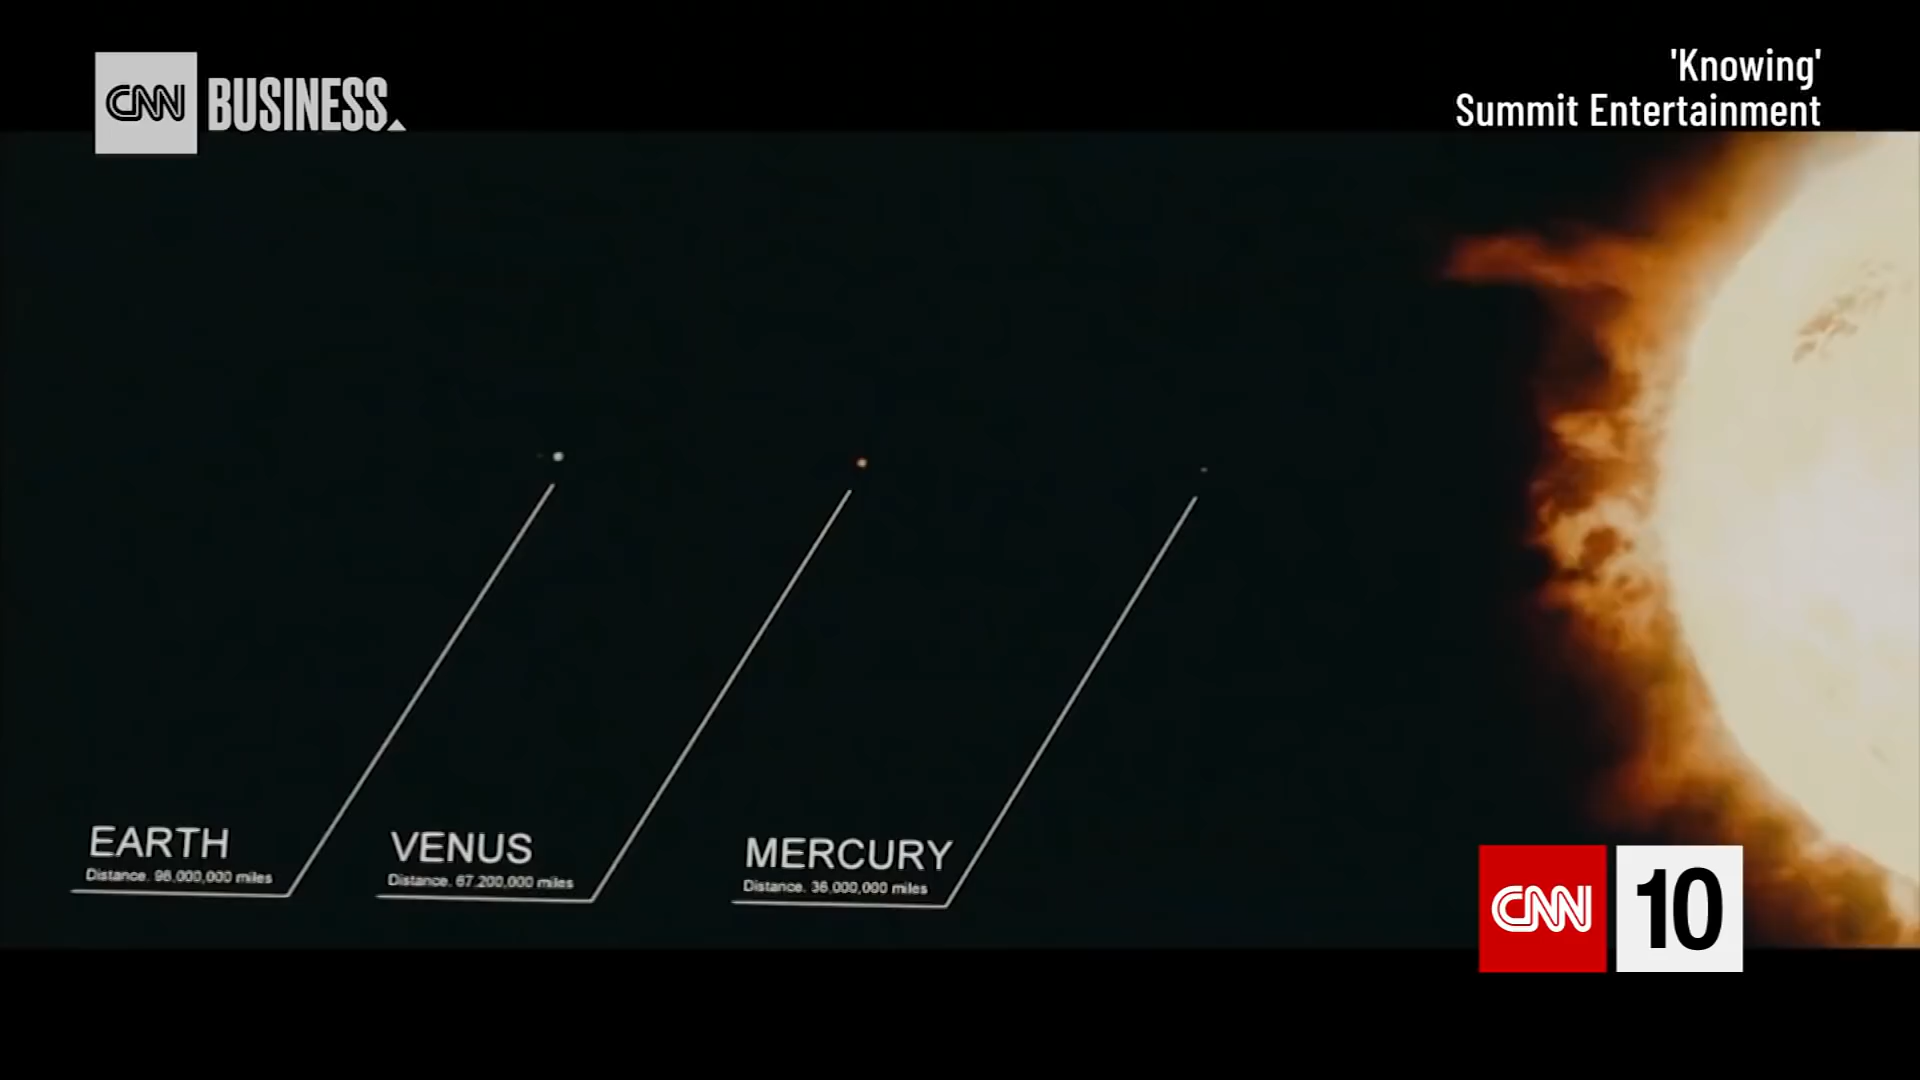 CNN BUSINESS
'Knowing'
Summit Entertainment
EARTH
Distance. 96,000,000 miles
VENUS
Distance. 67,200,000 miles
MERCURY
Distance. 36,000,000 miles
CNN 10